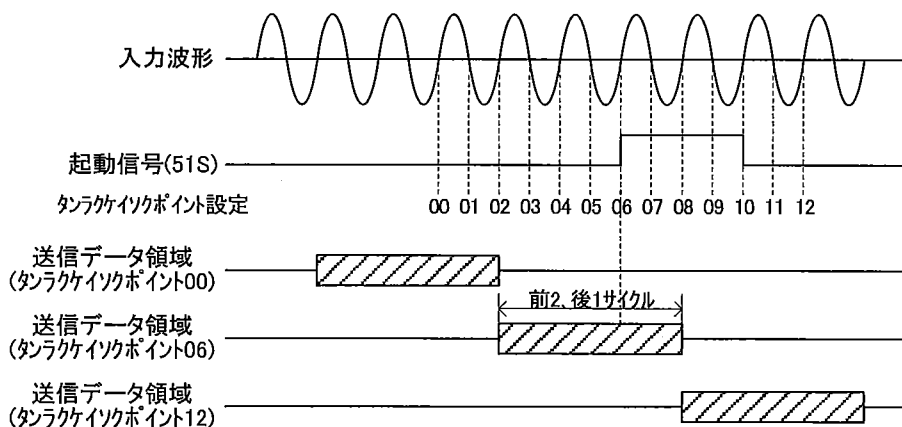 入力波形
起動信号(51S)
タンラクケイソクポイント設定
00 01 02 03 04 05 06 07 08 09 10 11 12
送信データ領域
(タンラクケイソクポイント00)
前2、後1サイクル
送信データ領域
(タンラクケイソクポイント06)
送信データ領域
(タンラクケイソクポイント12)